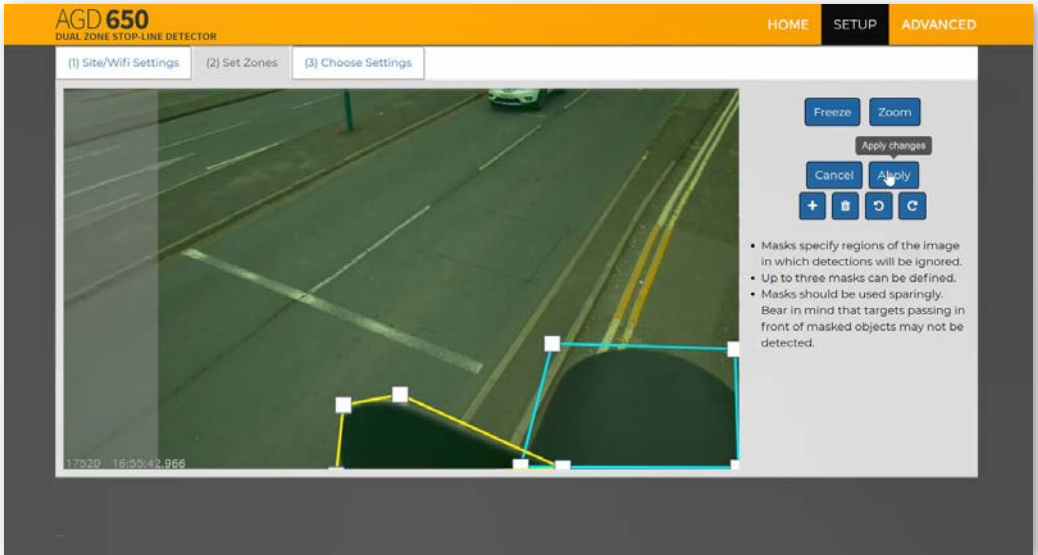 AGD 650
DUAL ZONE STOP-LINE DETECTOR
HOME SETUP ADVANCED
(1) Site/Wifi Settings (2) Set Zones (3) Choose Settings
Freeze Zoom
Apply changes
Cancel Apply
• Masks specify regions of the image
in which detections will be ignored.
• Up to three masks can be defined.
• Masks should be used sparingly.
Bear in mind that targets passing in
front of masked objects may not be
detected.
17520 16:55:42.966